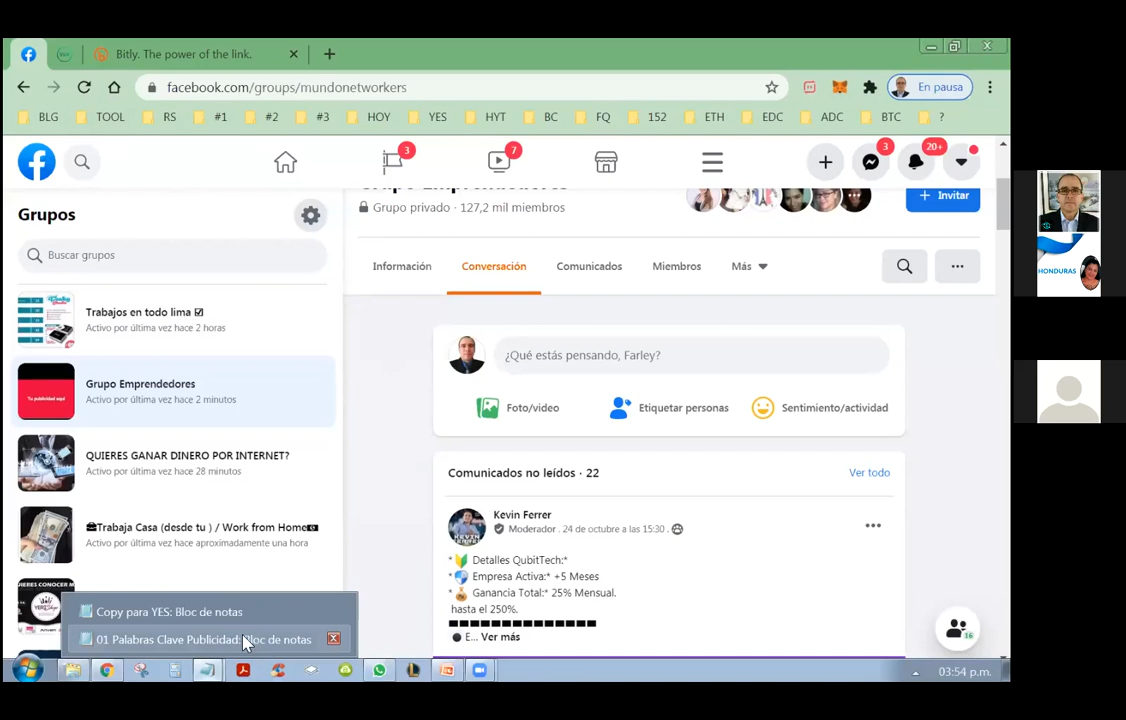 Bitly. The power of the link.
facebook.com/groups/mundonetworkers
En pausa
BLG TOOL RS #1 #2 #3 HOY YES HYT BC FQ 152 ETH EDC ADC BTC ?
3
7
3
20+
Grupos
Grupo Emprendedores
Grupo privado · 127,2 mil miembros
+ Invitar
Buscar grupos
Información Conversación Comunicados Miembros Más
Trabajos en todo lima ☑
Activo por última vez hace 2 horas
Tu publicidad aquí
Grupo Emprendedores
Activo por última vez hace 2 minutos
¿Qué estás pensando, Farley?
Foto/video Etiquetar personas Sentimiento/actividad
QUIERES GANAR DINERO POR INTERNET?
Activo por última vez hace 28 minutos
Comunicados no leídos · 22
Ver todo
💼Trabaja Casa (desde tu ) / Work from Home💵
Activo por última vez hace aproximadamente una hora
Kevin Ferrer
Moderador · 24 de octubre a las 15:30 ·
*🔰 Detalles QubitTech:*
* Empresa Activa:* +5 Meses
*💰 Ganancia Total:* 25% Mensual.
hasta el 250%.
● E... Ver más
Copy para YES: Bloc de notas
01 Palabras Clave Publicidad: Bloc de notas
16
03:54 p.m.
HONDURAS